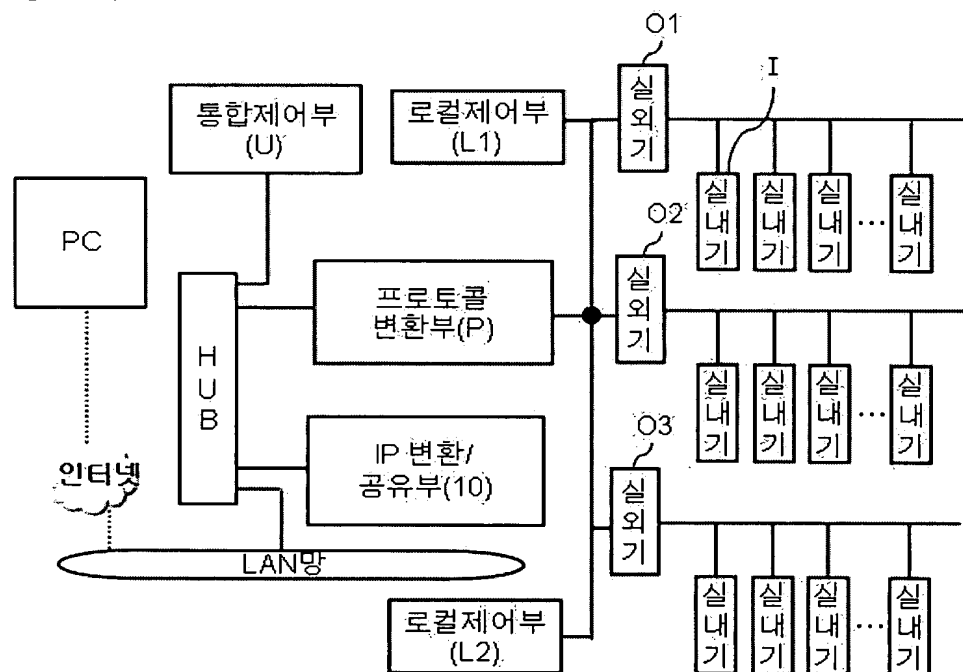 O1
I
실외기
통합제어부
(U)
로컬제어부
(L1)
실내기
실내기
실내기
...
실내기
PC
O2
실외기
프로토콜
변환부(P)
HUB
실내기
실내기
실내기
...
실내기
O3
IP 변환/
공유부(10)
인터넷
실외기
LAN망
로컬제어부
(L2)
실내기
실내기
실내기
...
실내기